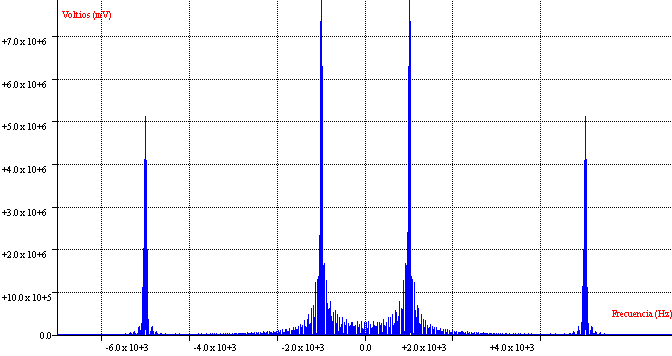 Voltios (mV)
+7.0 x 10+6
+6.0 x 10+6
+5.0 x 10+6
+4.0 x 10+6
+3.0 x 10+6
+2.0 x 10+6
+10.0 x 10+5
Frecuencia (Hz)
0.0
-6.0 x 10+3 -4.0 x 10+3 -2.0 x 10+3 0.0 +2.0 x 10+3 +4.0 x 10+3